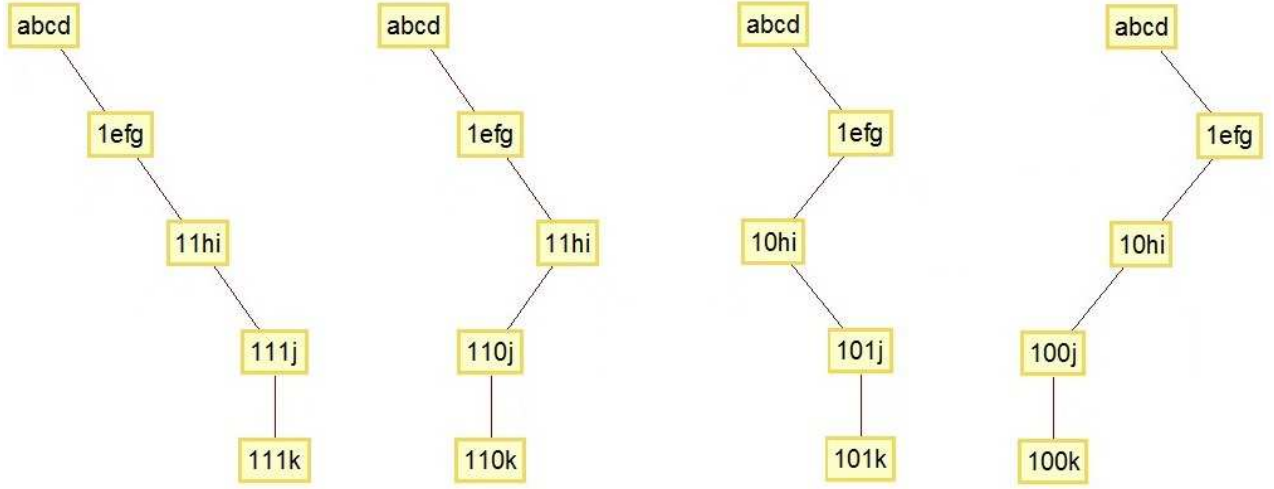 abcd
1efg
11hi
111j
111k
abcd
1efg
11hi
110j
110k
abcd
1efg
10hi
101j
101k
abcd
1efg
10hi
100j
100k